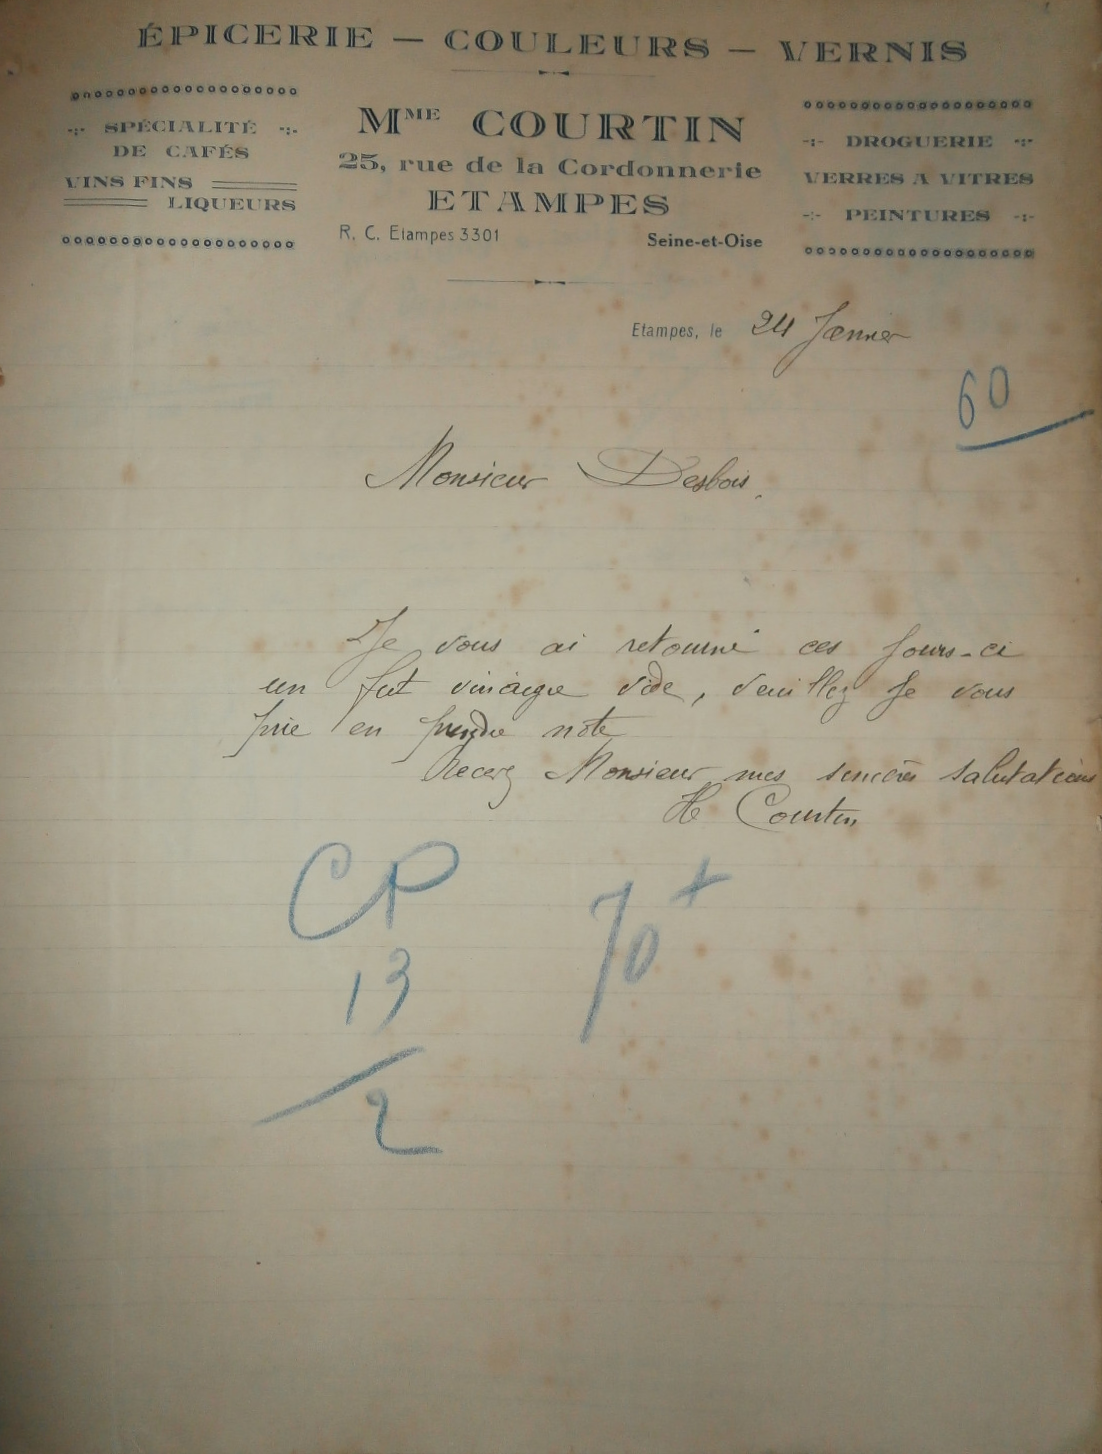 ÉPICERIE — COULEURS — VERNIS
SPÉCIALITÉ
DE CAFÉS
VINS FINS
LIQUEURS
MME COURTIN
25, rue de la Cordonnerie
ETAMPES
R. C. Etampes 3301
Seine-et-Oise
DROGUERIE
VERRES A VITRES
PEINTURES
Etampes, le 24 Janvier
60
Monsieur Desbois.
Je vous ai retourné ces jours-ci
un fut vinaigre vide, veuillez je vous
prie en prendre note
Recevez Monsieur mes sincères salutations
H Courtin
CP
13
/2
70 +